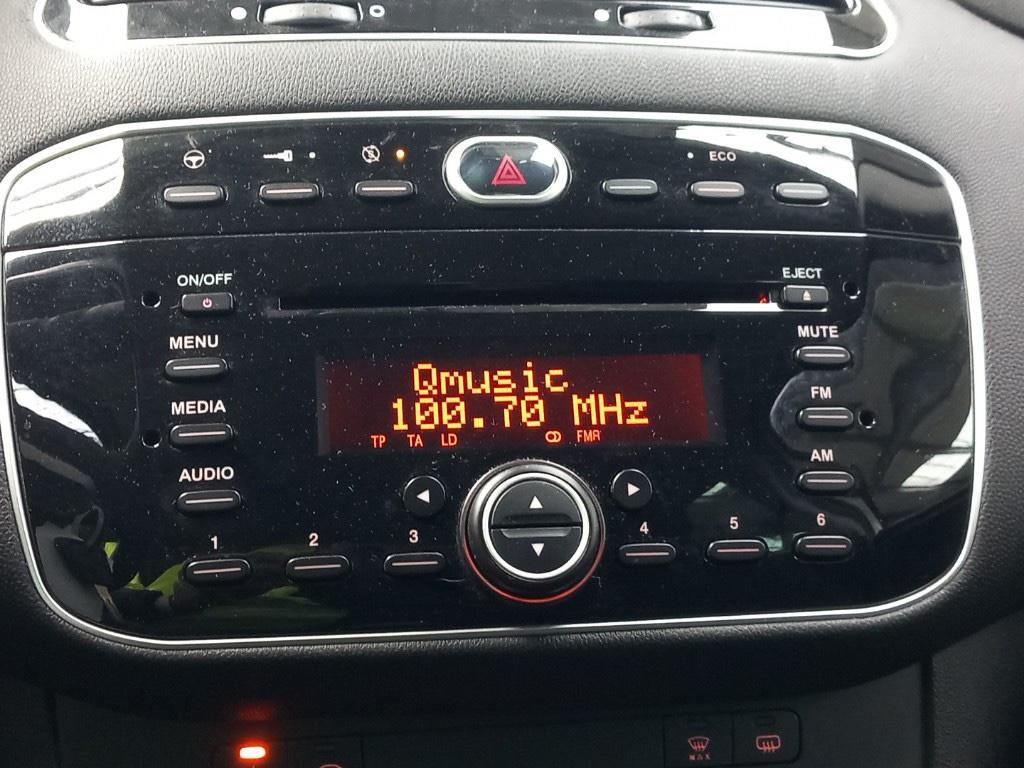 ECO
ON/OFF
EJECT
MENU
MUTE
Qmusic
FM
100.70 MHz
MEDIA
TP TA LD FMR
AM
AUDIO
1 2 3 4 5 6
MAX